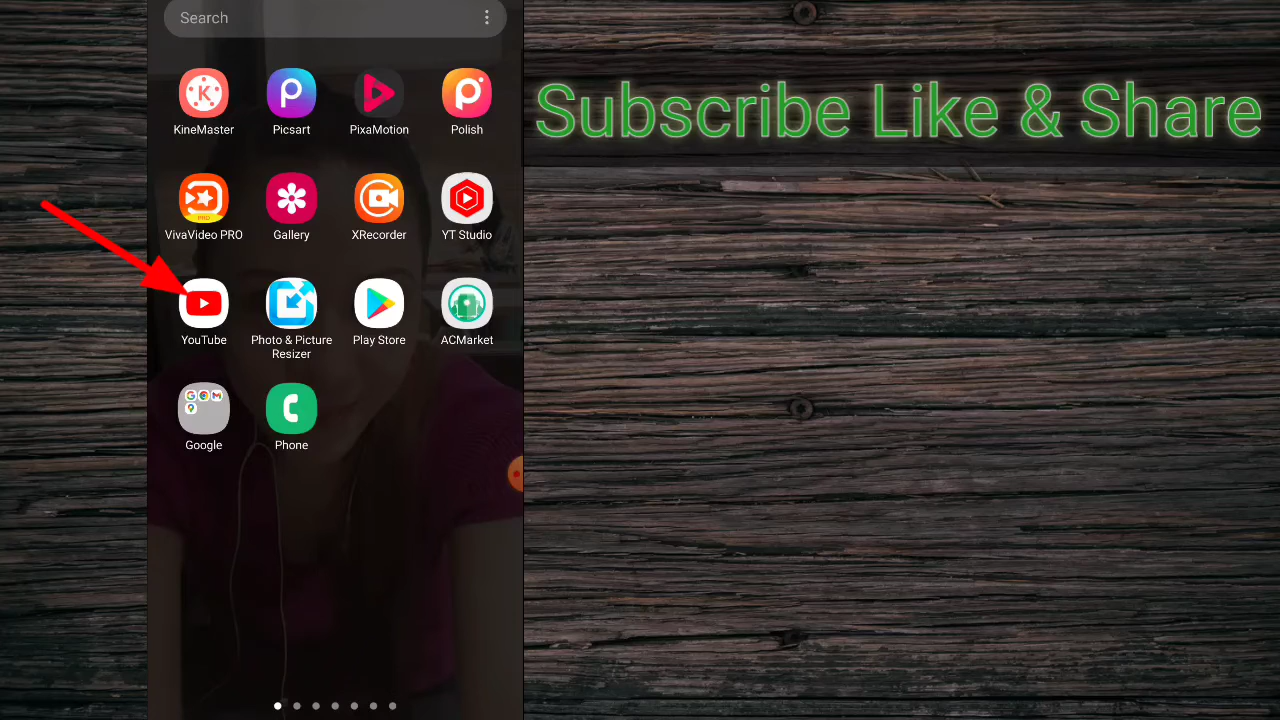 Search
Subscribe Like & Share
KineMaster
Picsart
PixaMotion
Polish
PRO
VivaVideo PRO
Gallery
XRecorder
YT Studio
YouTube
Photo & Picture
Resizer
Play Store
ACMarket
Google
Phone